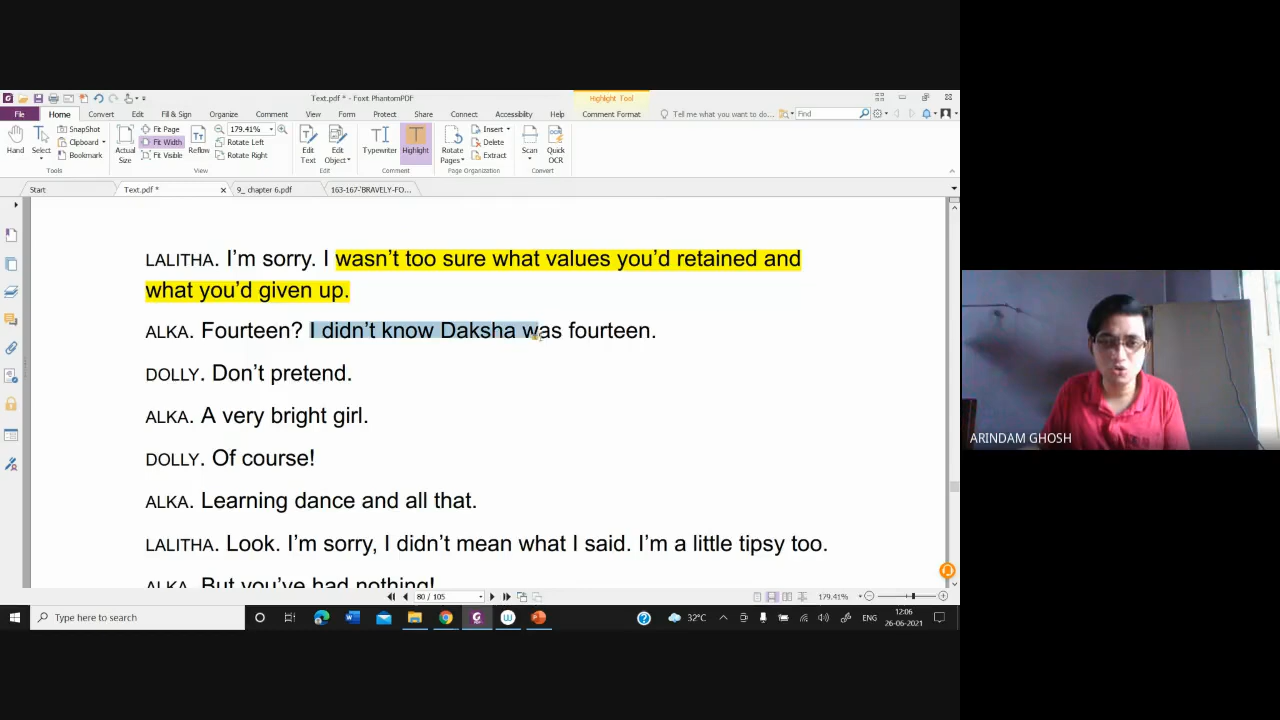 Text.pdf * - Foxit PhantomPDF
Highlight Tool
File Home Convert Edit Fill & Sign Organize Comment View Form Protect Share Connect Accessibility Help Comment Format Tell me what you want to do... Find
Hand
Select
SnapShot
Clipboard
Bookmark
Tools
Actual Size
Fit Page
Fit Width
Fit Visible
Reflow
179.41%
Rotate Left
Rotate Right
View
Edit Text
Edit Object
Edit
Typewriter
Highlight
Comment
Rotate Pages
Insert
Delete
Extract
Page Organization
Scan
Quick OCR
Convert
Start
Text.pdf *
9_ chapter 6.pdf
163-167-'BRAVELY-FO...
LALITHA. I'm sorry. I wasn't too sure what values you'd retained and
what you'd given up.
ALKA. Fourteen? I didn't know Daksha was fourteen.
DOLLY. Don't pretend.
ALKA. A very bright girl.
DOLLY. Of course!
ALKA. Learning dance and all that.
LALITHA. Look. I'm sorry, I didn't mean what I said. I'm a little tipsy too.
ALKA. But you've had nothing!
ARINDAM GHOSH
80 / 105
179.41%
Type here to search
32°C
ENG
12:06
26-06-2021